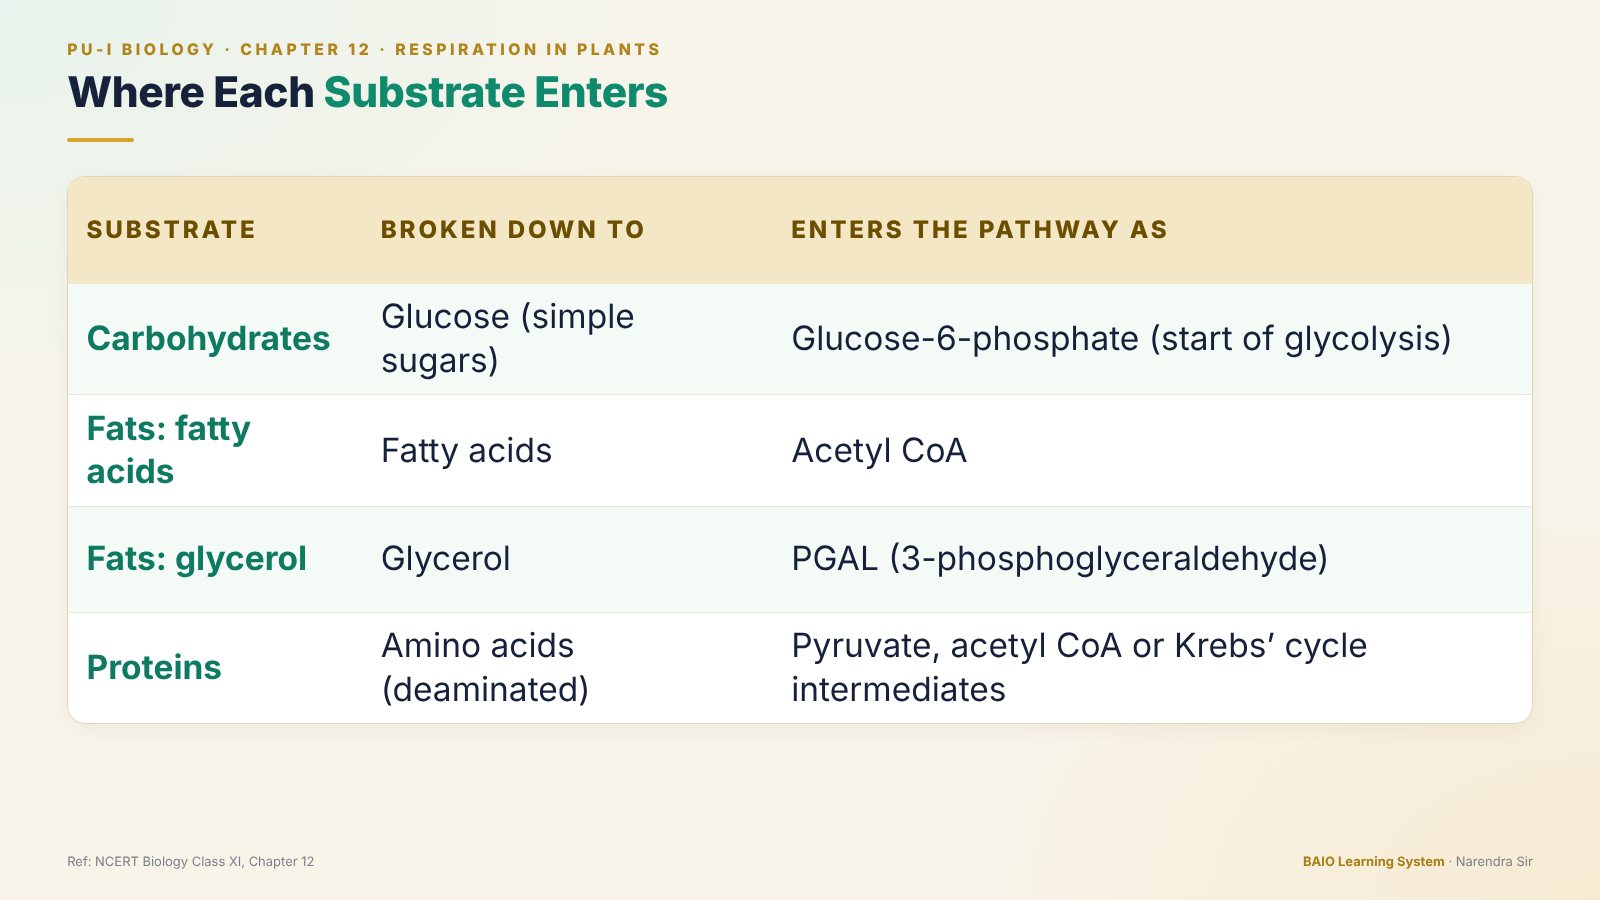 PU-I BIOLOGY · CHAPTER 12 · RESPIRATION IN PLANTS
Where Each Substrate Enters
SUBSTRATE
BROKEN DOWN TO
ENTERS THE PATHWAY AS
Carbohydrates
Glucose (simple
sugars)
Glucose-6-phosphate (start of glycolysis)
Fats: fatty
acids
Fatty acids
Acetyl CoA
Fats: glycerol
Glycerol
PGAL (3-phosphoglyceraldehyde)
Proteins
Amino acids
(deaminated)
Pyruvate, acetyl CoA or Krebs’ cycle
intermediates
Ref: NCERT Biology Class XI, Chapter 12
BAIO Learning System · Narendra Sir